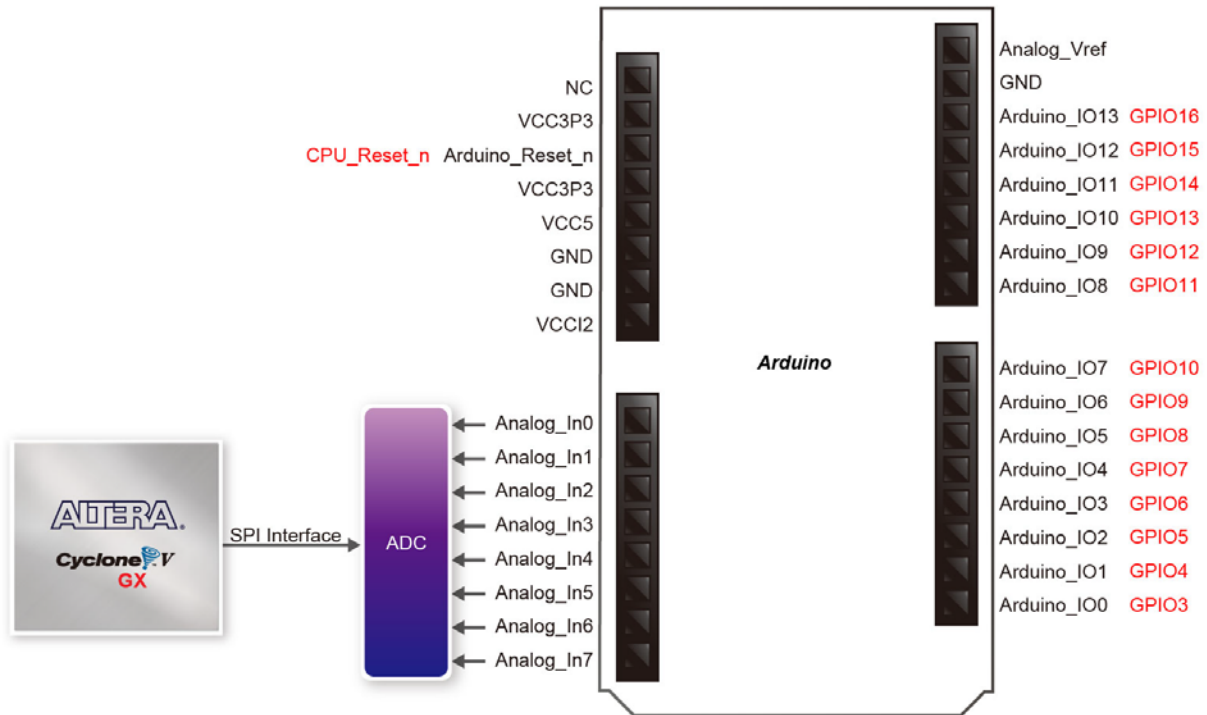 NC
VCC3P3
CPU_Reset_n Arduino_Reset_n
VCC3P3
VCC5
GND
GND
VCCI2
Analog_Vref
GND
Arduino_IO13 GPIO16
Arduino_IO12 GPIO15
Arduino_IO11 GPIO14
Arduino_IO10 GPIO13
Arduino_IO9 GPIO12
Arduino_IO8 GPIO11
Arduino
Arduino_IO7 GPIO10
Arduino_IO6 GPIO9
Arduino_IO5 GPIO8
Arduino_IO4 GPIO7
Arduino_IO3 GPIO6
Arduino_IO2 GPIO5
Arduino_IO1 GPIO4
Arduino_IO0 GPIO3
ALTERA.
Cyclone V
GX
SPI Interface
ADC
Analog_In0
Analog_In1
Analog_In2
Analog_In3
Analog_In4
Analog_In5
Analog_In6
Analog_In7